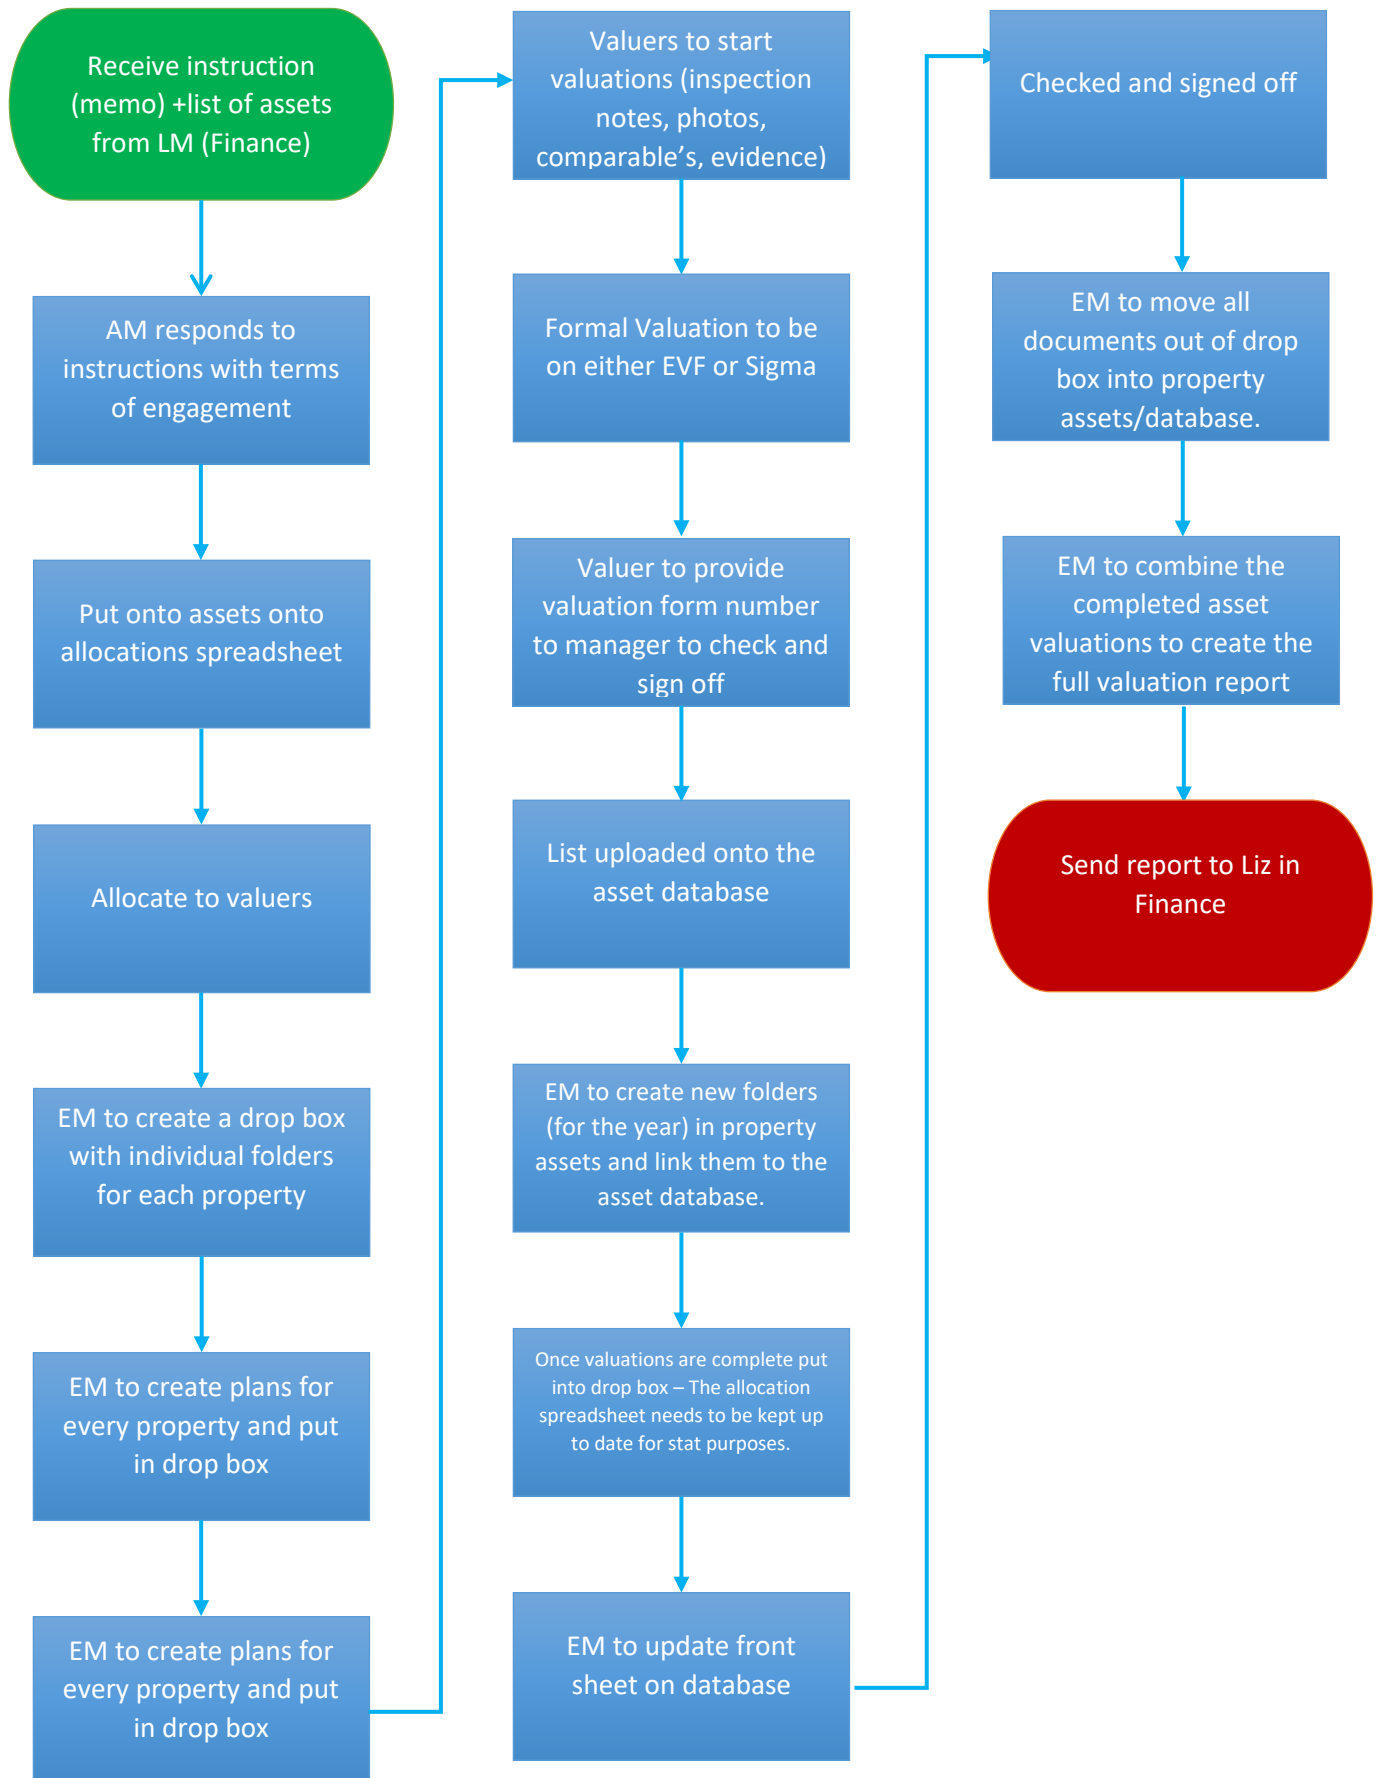 Receive instruction
(memo) +list of assets
from LM (Finance)
AM responds to
instructions with terms
of engagement
Put onto assets onto
allocations spreadsheet
Allocate to valuers
EM to create a drop box
with individual folders
for each property
EM to create plans for
every property and put
in drop box
EM to create plans for
every property and put
in drop box
Valuers to start
valuations (inspection
notes, photos,
comparable’s, evidence)
Formal Valuation to be
on either EVF or Sigma
Valuer to provide
valuation form number
to manager to check and
sign off
List uploaded onto the
asset database
EM to create new folders
(for the year) in property
assets and link them to the
asset database.
Once valuations are complete put
into drop box – The allocation
spreadsheet needs to be kept up
to date for stat purposes.
EM to update front
sheet on database
Checked and signed off
EM to move all
documents out of drop
box into property
assets/database.
EM to combine the
completed asset
valuations to create the
full valuation report
Send report to Liz in
Finance